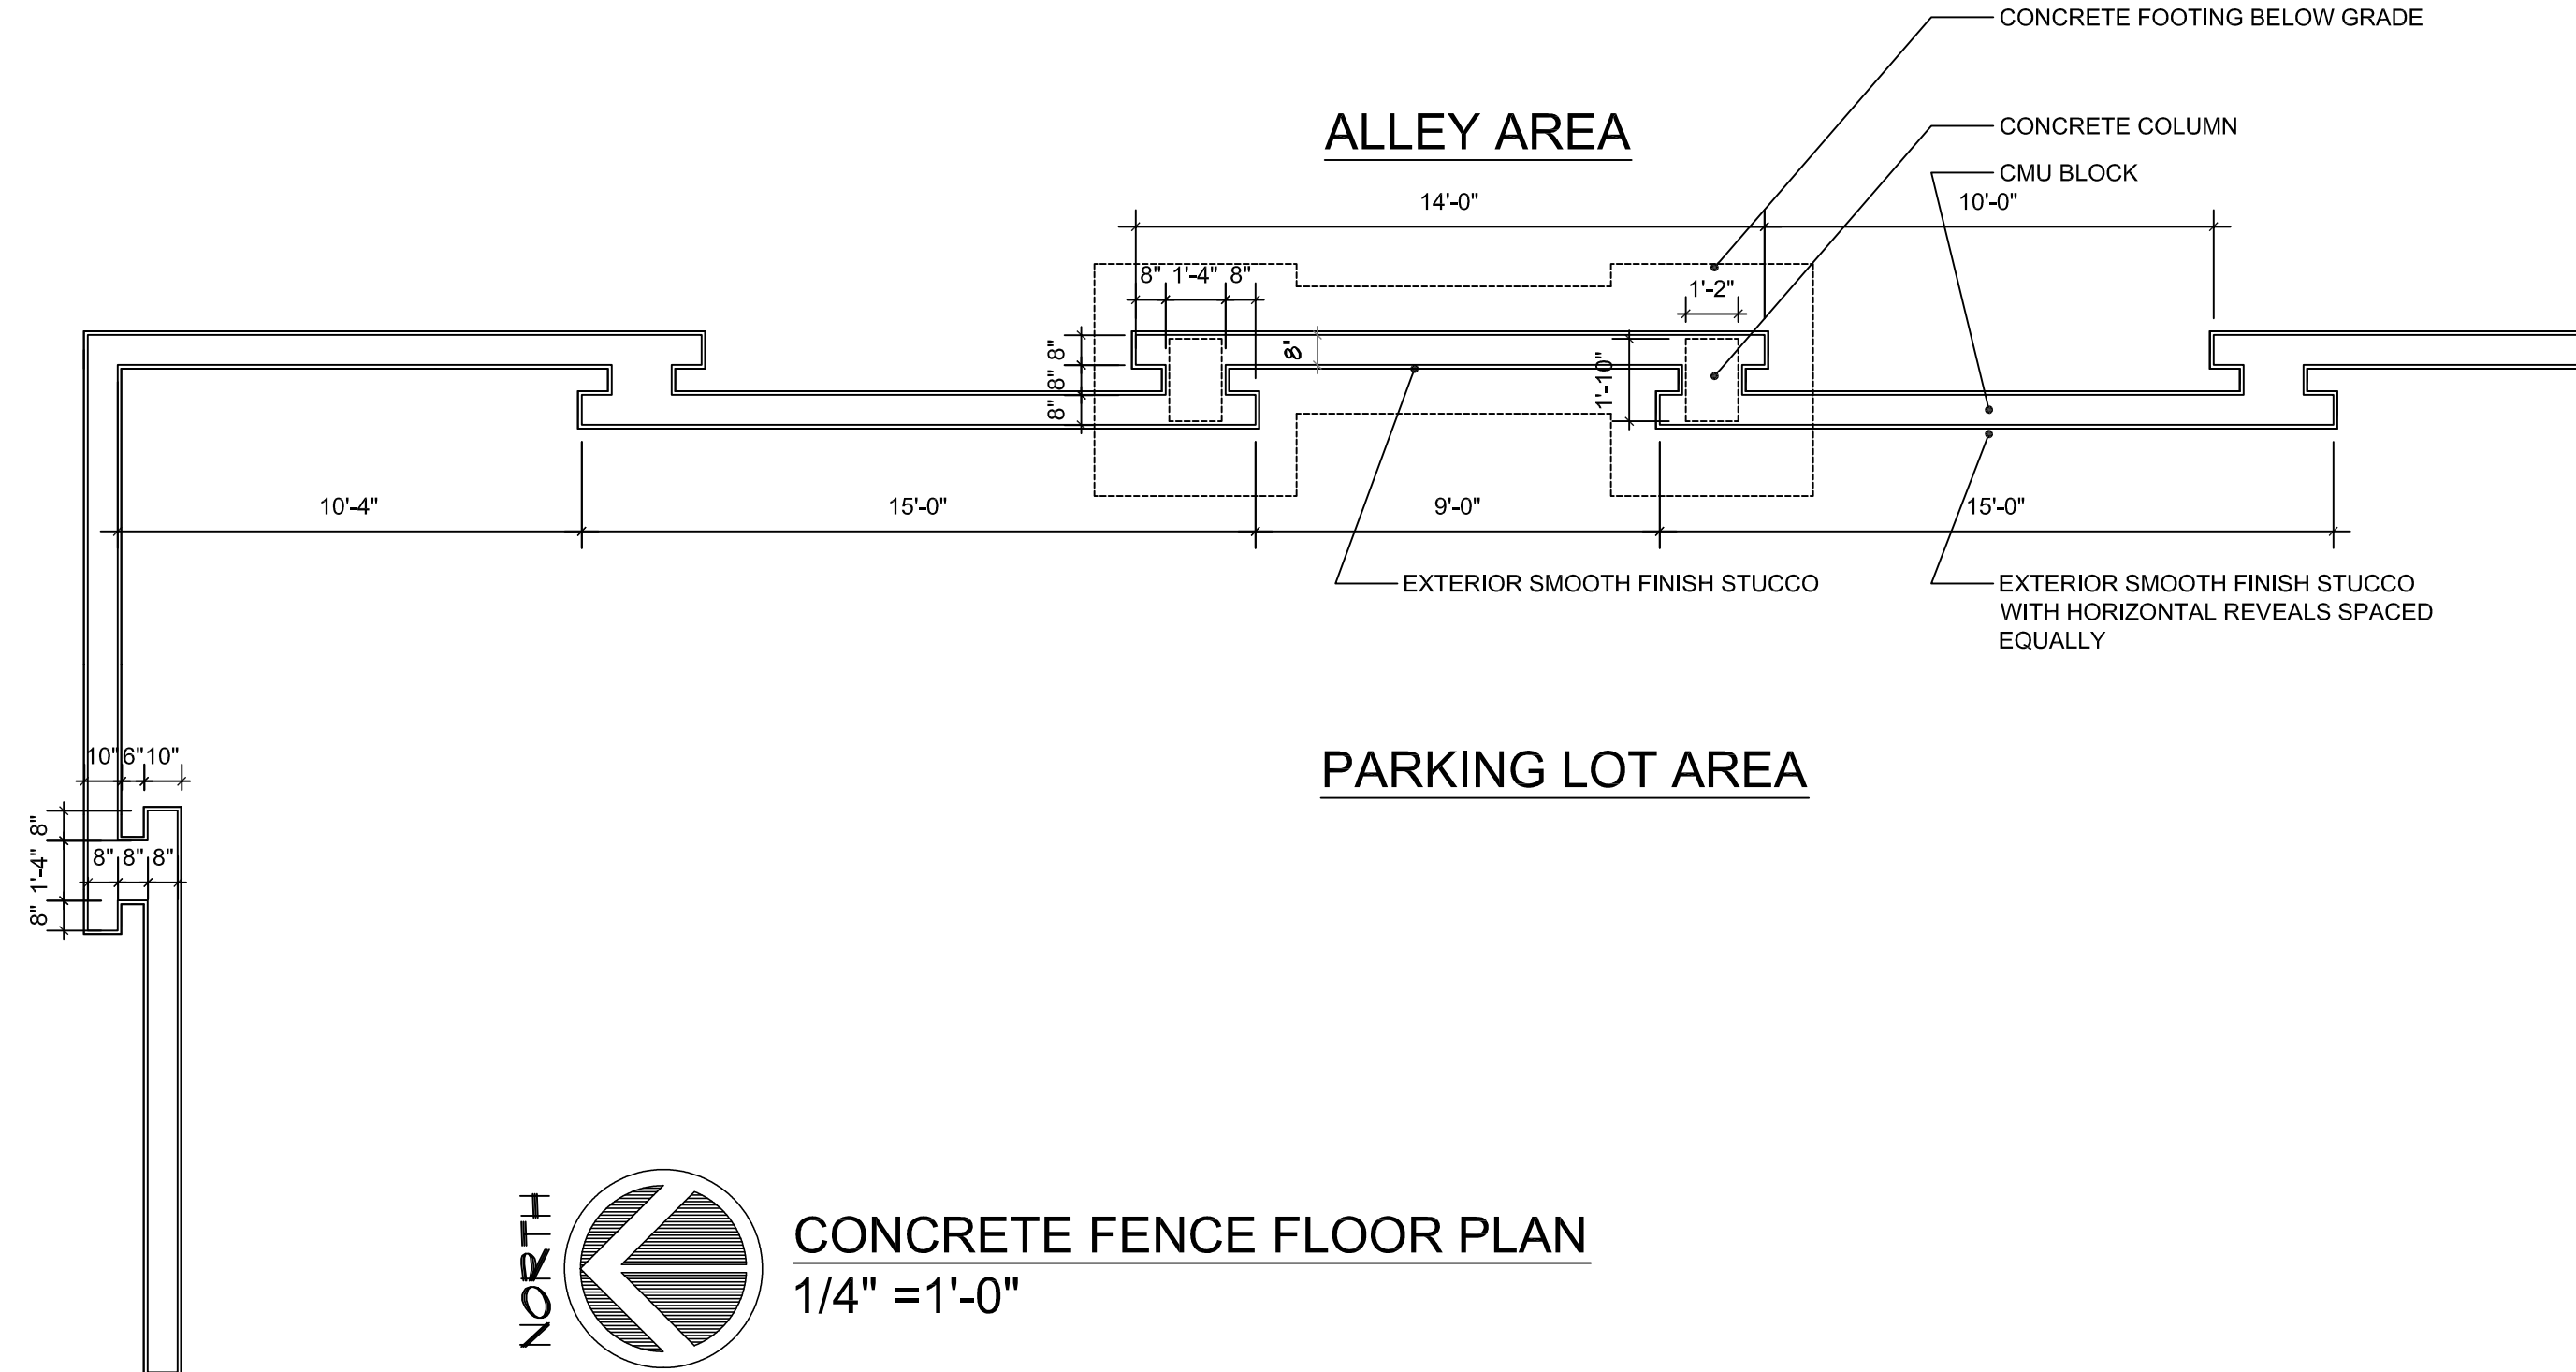 CONCRETE FOOTING BELOW GRADE
ALLEY AREA
CONCRETE COLUMN
CMU BLOCK
14'-0"
10'-0"
8" 1'-4" 8"
1'-2"
8"
8"
8"
8"
1'-10"
10'-4"
15'-0"
9'-0"
15'-0"
EXTERIOR SMOOTH FINISH STUCCO
EXTERIOR SMOOTH FINISH STUCCO
WITH HORIZONTAL REVEALS SPACED
EQUALLY
PARKING LOT AREA
10" 6" 10"
8"
1'-4"
8"
8" 8" 8"
NORTH
CONCRETE FENCE FLOOR PLAN
1/4" =1'-0"